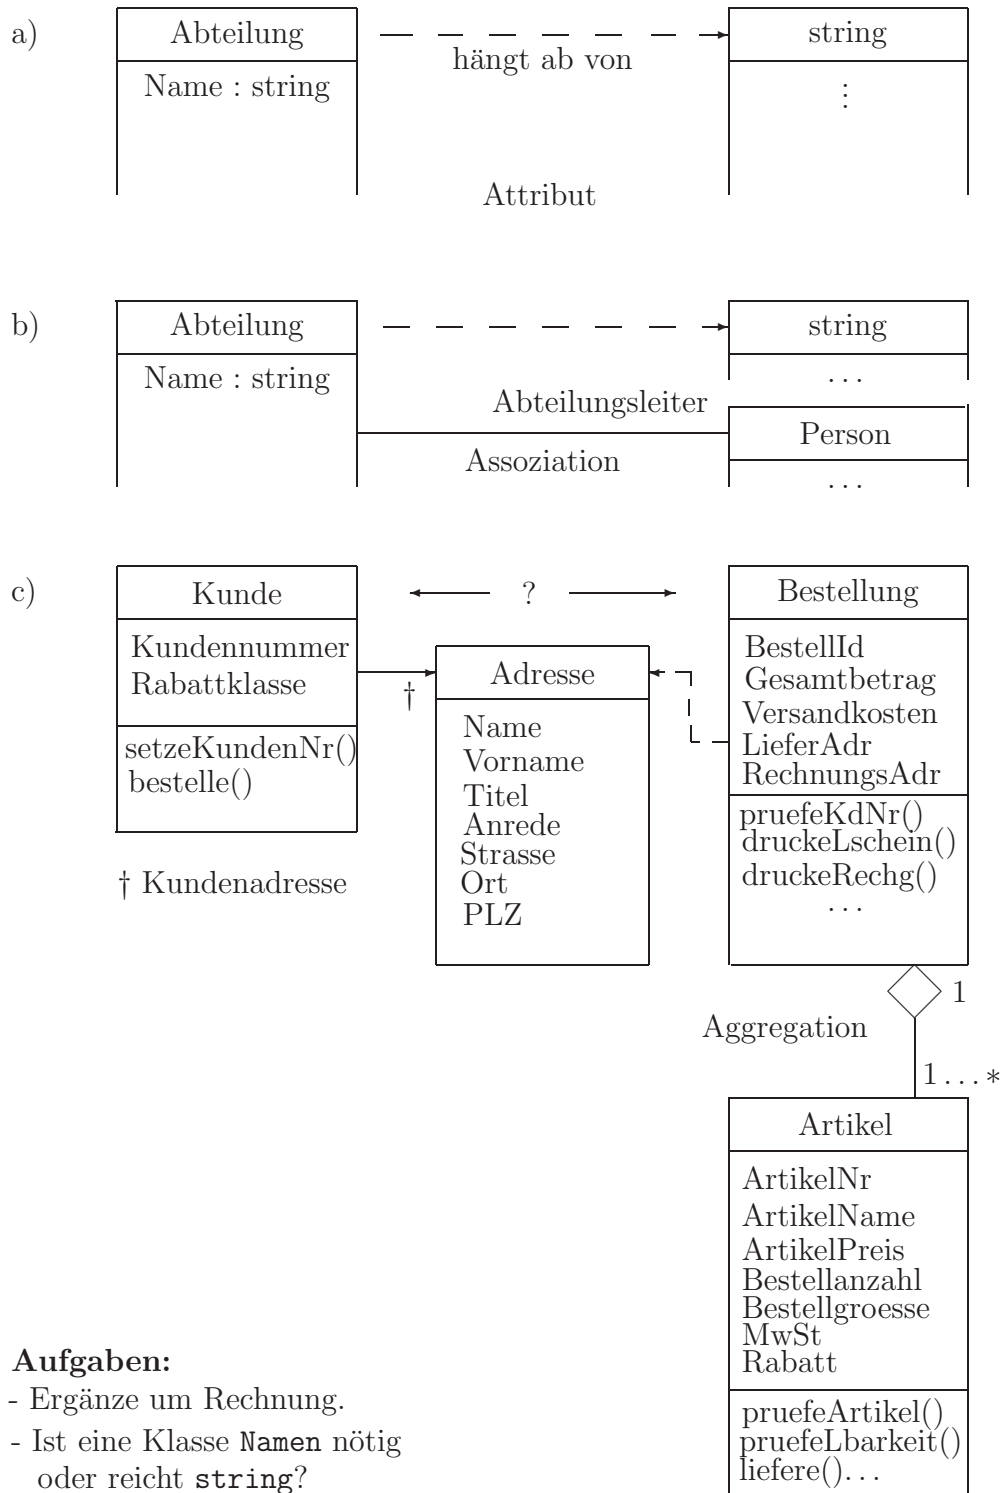 a)
Abteilung
Name : string
hängt ab von
Attribut
string
⋮
b)
Abteilung
Name : string
Abteilungsleiter
Assoziation
string
...
Person
...
c)
Kunde
Kundennummer
Rabattklasse
setzeKundenNr()
bestelle()
† Kundenadresse
?
†
Adresse
Name
Vorname
Titel
Anrede
Strasse
Ort
PLZ
Bestellung
BestellId
Gesamtbetrag
Versandkosten
LieferAdr
RechnungsAdr
pruefeKdNr()
druckeLschein()
druckeRechg()
...
1
Aggregation
1...*
Artikel
ArtikelNr
ArtikelName
ArtikelPreis
Bestellanzahl
Bestellgroesse
MwSt
Rabatt
pruefeArtikel()
pruefeLbarkeit()
liefere()...
Aufgaben:
- Ergänze um Rechnung.
- Ist eine Klasse Namen nötig
oder reicht string?